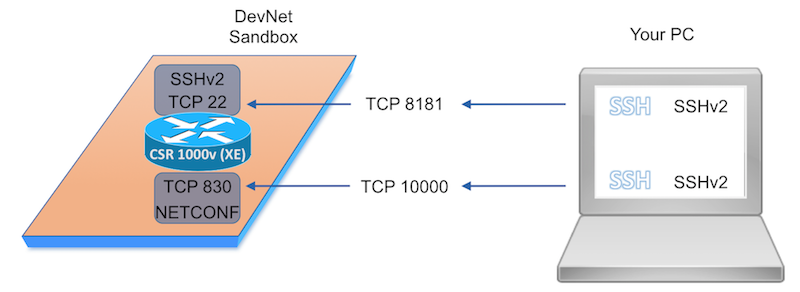 DevNet
Sandbox
Your PC
SSHv2
TCP 22
TCP 8181
SSH SSHv2
CSR 1000v (XE)
TCP 830
TCP 10000
SSH SSHv2
NETCONF